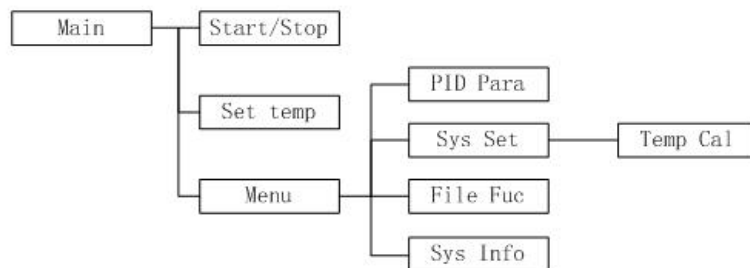 Main
Start/Stop
Set temp
Menu
PID Para
Sys Set
Temp Cal
File Fuc
Sys Info